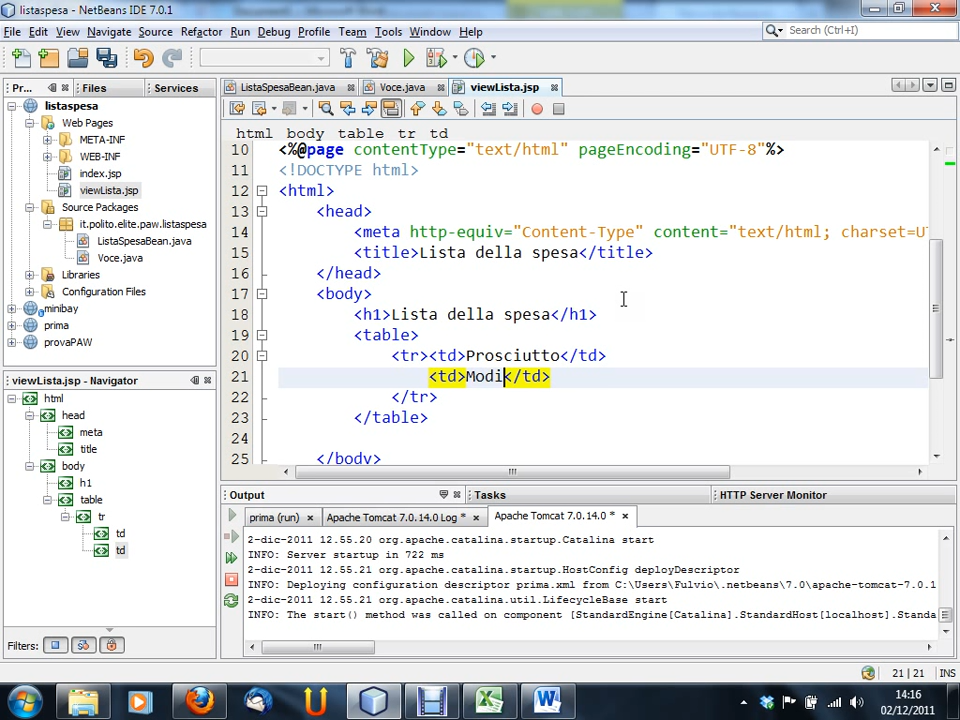 listaspesa - NetBeans IDE 7.0.1
File Edit View Navigate Source Refactor Run Debug Profile Team Tools Window Help
Search (Ctrl+I)
Pr... Files Services
ListaSpesaBean.java Voce.java viewLista.jsp
listaspesa
Web Pages
META-INF
WEB-INF
index.jsp
viewLista.jsp
Source Packages
it.polito.elite.paw.listaspesa
ListaSpesaBean.java
Voce.java
Libraries
Configuration Files
minibay
prima
provaPAW
html body table tr td
10 <%@page contentType="text/html" pageEncoding="UTF-8"%>
11 <!DOCTYPE html>
12 <html>
13 <head>
14 <meta http-equiv="Content-Type" content="text/html; charset=UT
15 <title>Lista della spesa</title>
16 </head>
17 <body>
18 <h1>Lista della spesa</h1>
19 <table>
20 <tr><td>Prosciutto</td>
21 <td>Modi</td>
22 </tr>
23 </table>
24
25 </body>
viewLista.jsp - Navigator
html
head
meta
title
body
h1
table
tr
td
td
Filters:
Output Tasks HTTP Server Monitor
prima (run) Apache Tomcat 7.0.14.0 Log * Apache Tomcat 7.0.14.0 *
2-dic-2011 12.55.20 org.apache.catalina.startup.Catalina start
INFO: Server startup in 722 ms
2-dic-2011 12.55.21 org.apache.catalina.startup.HostConfig deployDescriptor
INFO: Deploying configuration descriptor prima.xml from C:\Users\Fulvio\.netbeans\7.0\apache-tomcat-7.0.1
2-dic-2011 12.55.21 org.apache.catalina.util.LifecycleBase start
INFO: The start() method was called on component [StandardEngine[Catalina].StandardHost[localhost].Standa
21 | 21 INS
14:16
02/12/2011